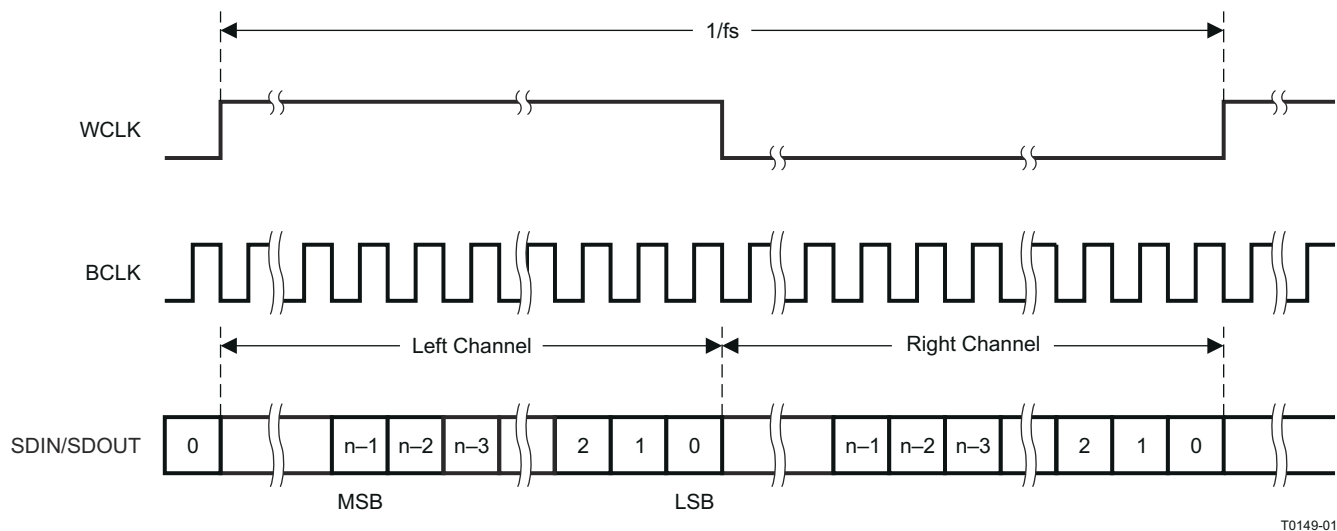 1/fs
WCLK
BCLK
Left Channel Right Channel
SDIN/SDOUT 0 n–1 n–2 n–3 2 1 0 n–1 n–2 n–3 2 1 0
MSB LSB
T0149-01